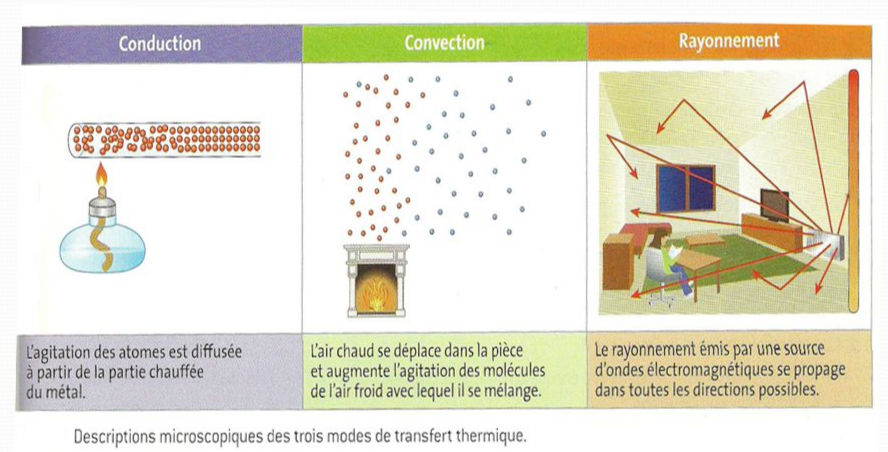 Conduction
Convection
Rayonnement
L'agitation des atomes est diffusée
à partir de la partie chauffée
du métal.
L'air chaud se déplace dans la pièce
et augmente l'agitation des molécules
de l'air froid avec lequel il se mélange.
Le rayonnement émis par une source
d'ondes électromagnétiques se propage
dans toutes les directions possibles.
Descriptions microscopiques des trois modes de transfert thermique.